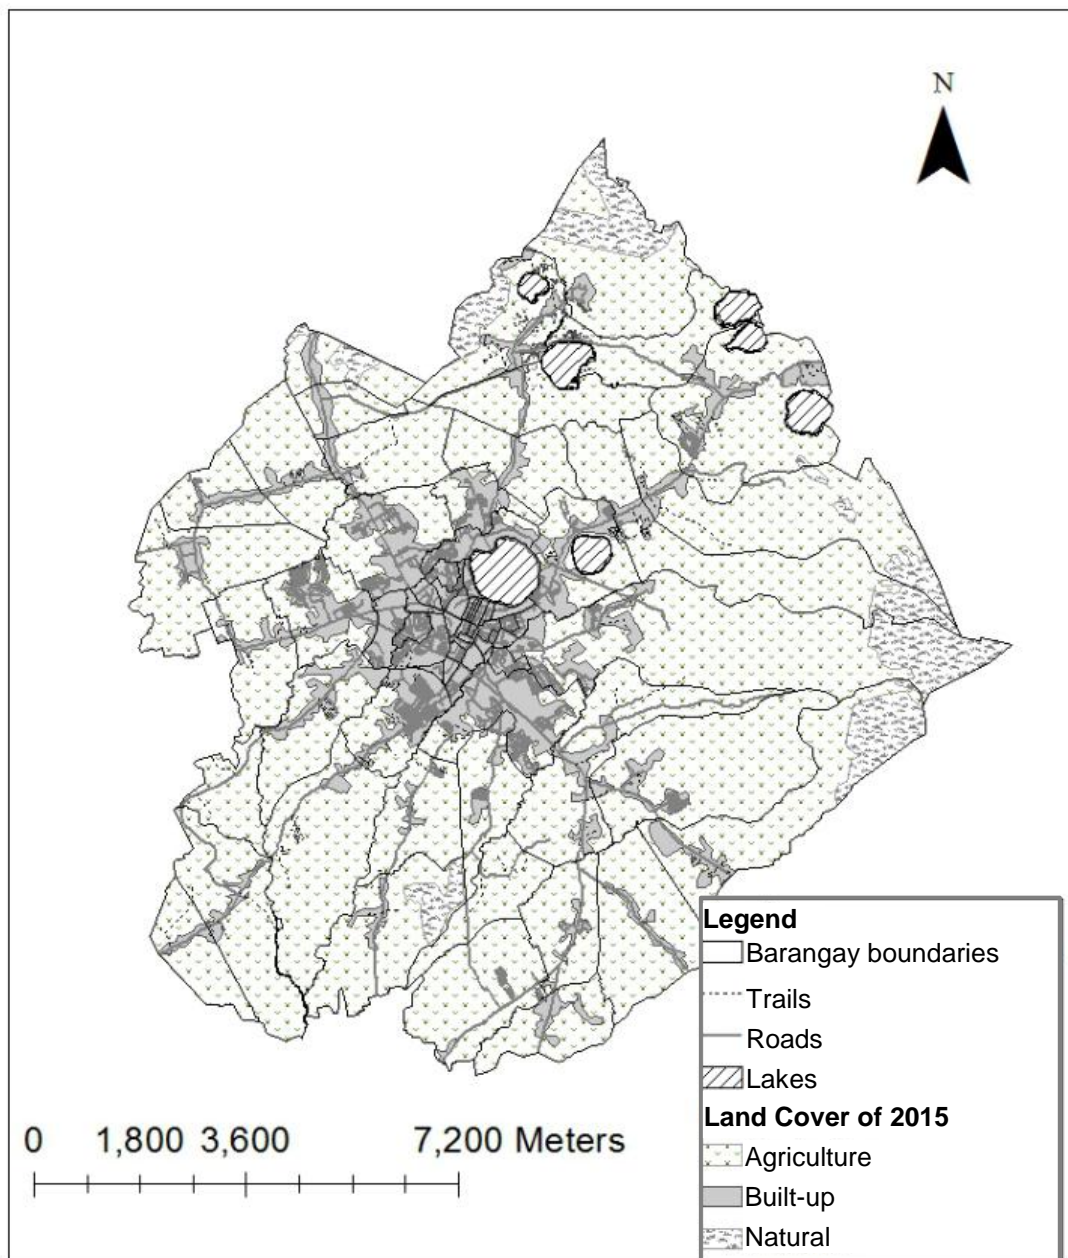 N
Legend
Barangay boundaries
Trails
Roads
Lakes
Land Cover of 2015
Agriculture
Built-up
Natural
0 1,800 3,600 7,200 Meters